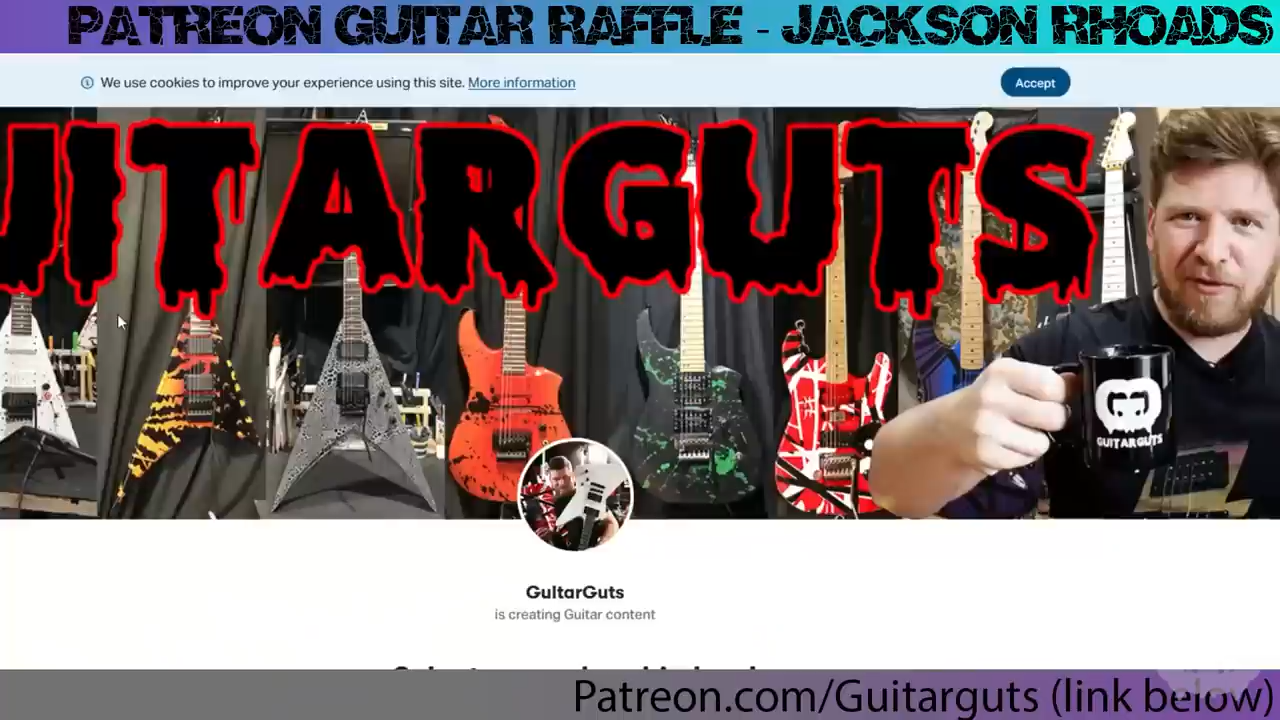 PATREON GUITAR RAFFLE - JACKSON RHOADS
We use cookies to improve your experience using this site. More information
Accept
UITARGUTS
GUITARGUTS
GuitarGuts
is creating Guitar content
Patreon.com/Guitarguts (link below)